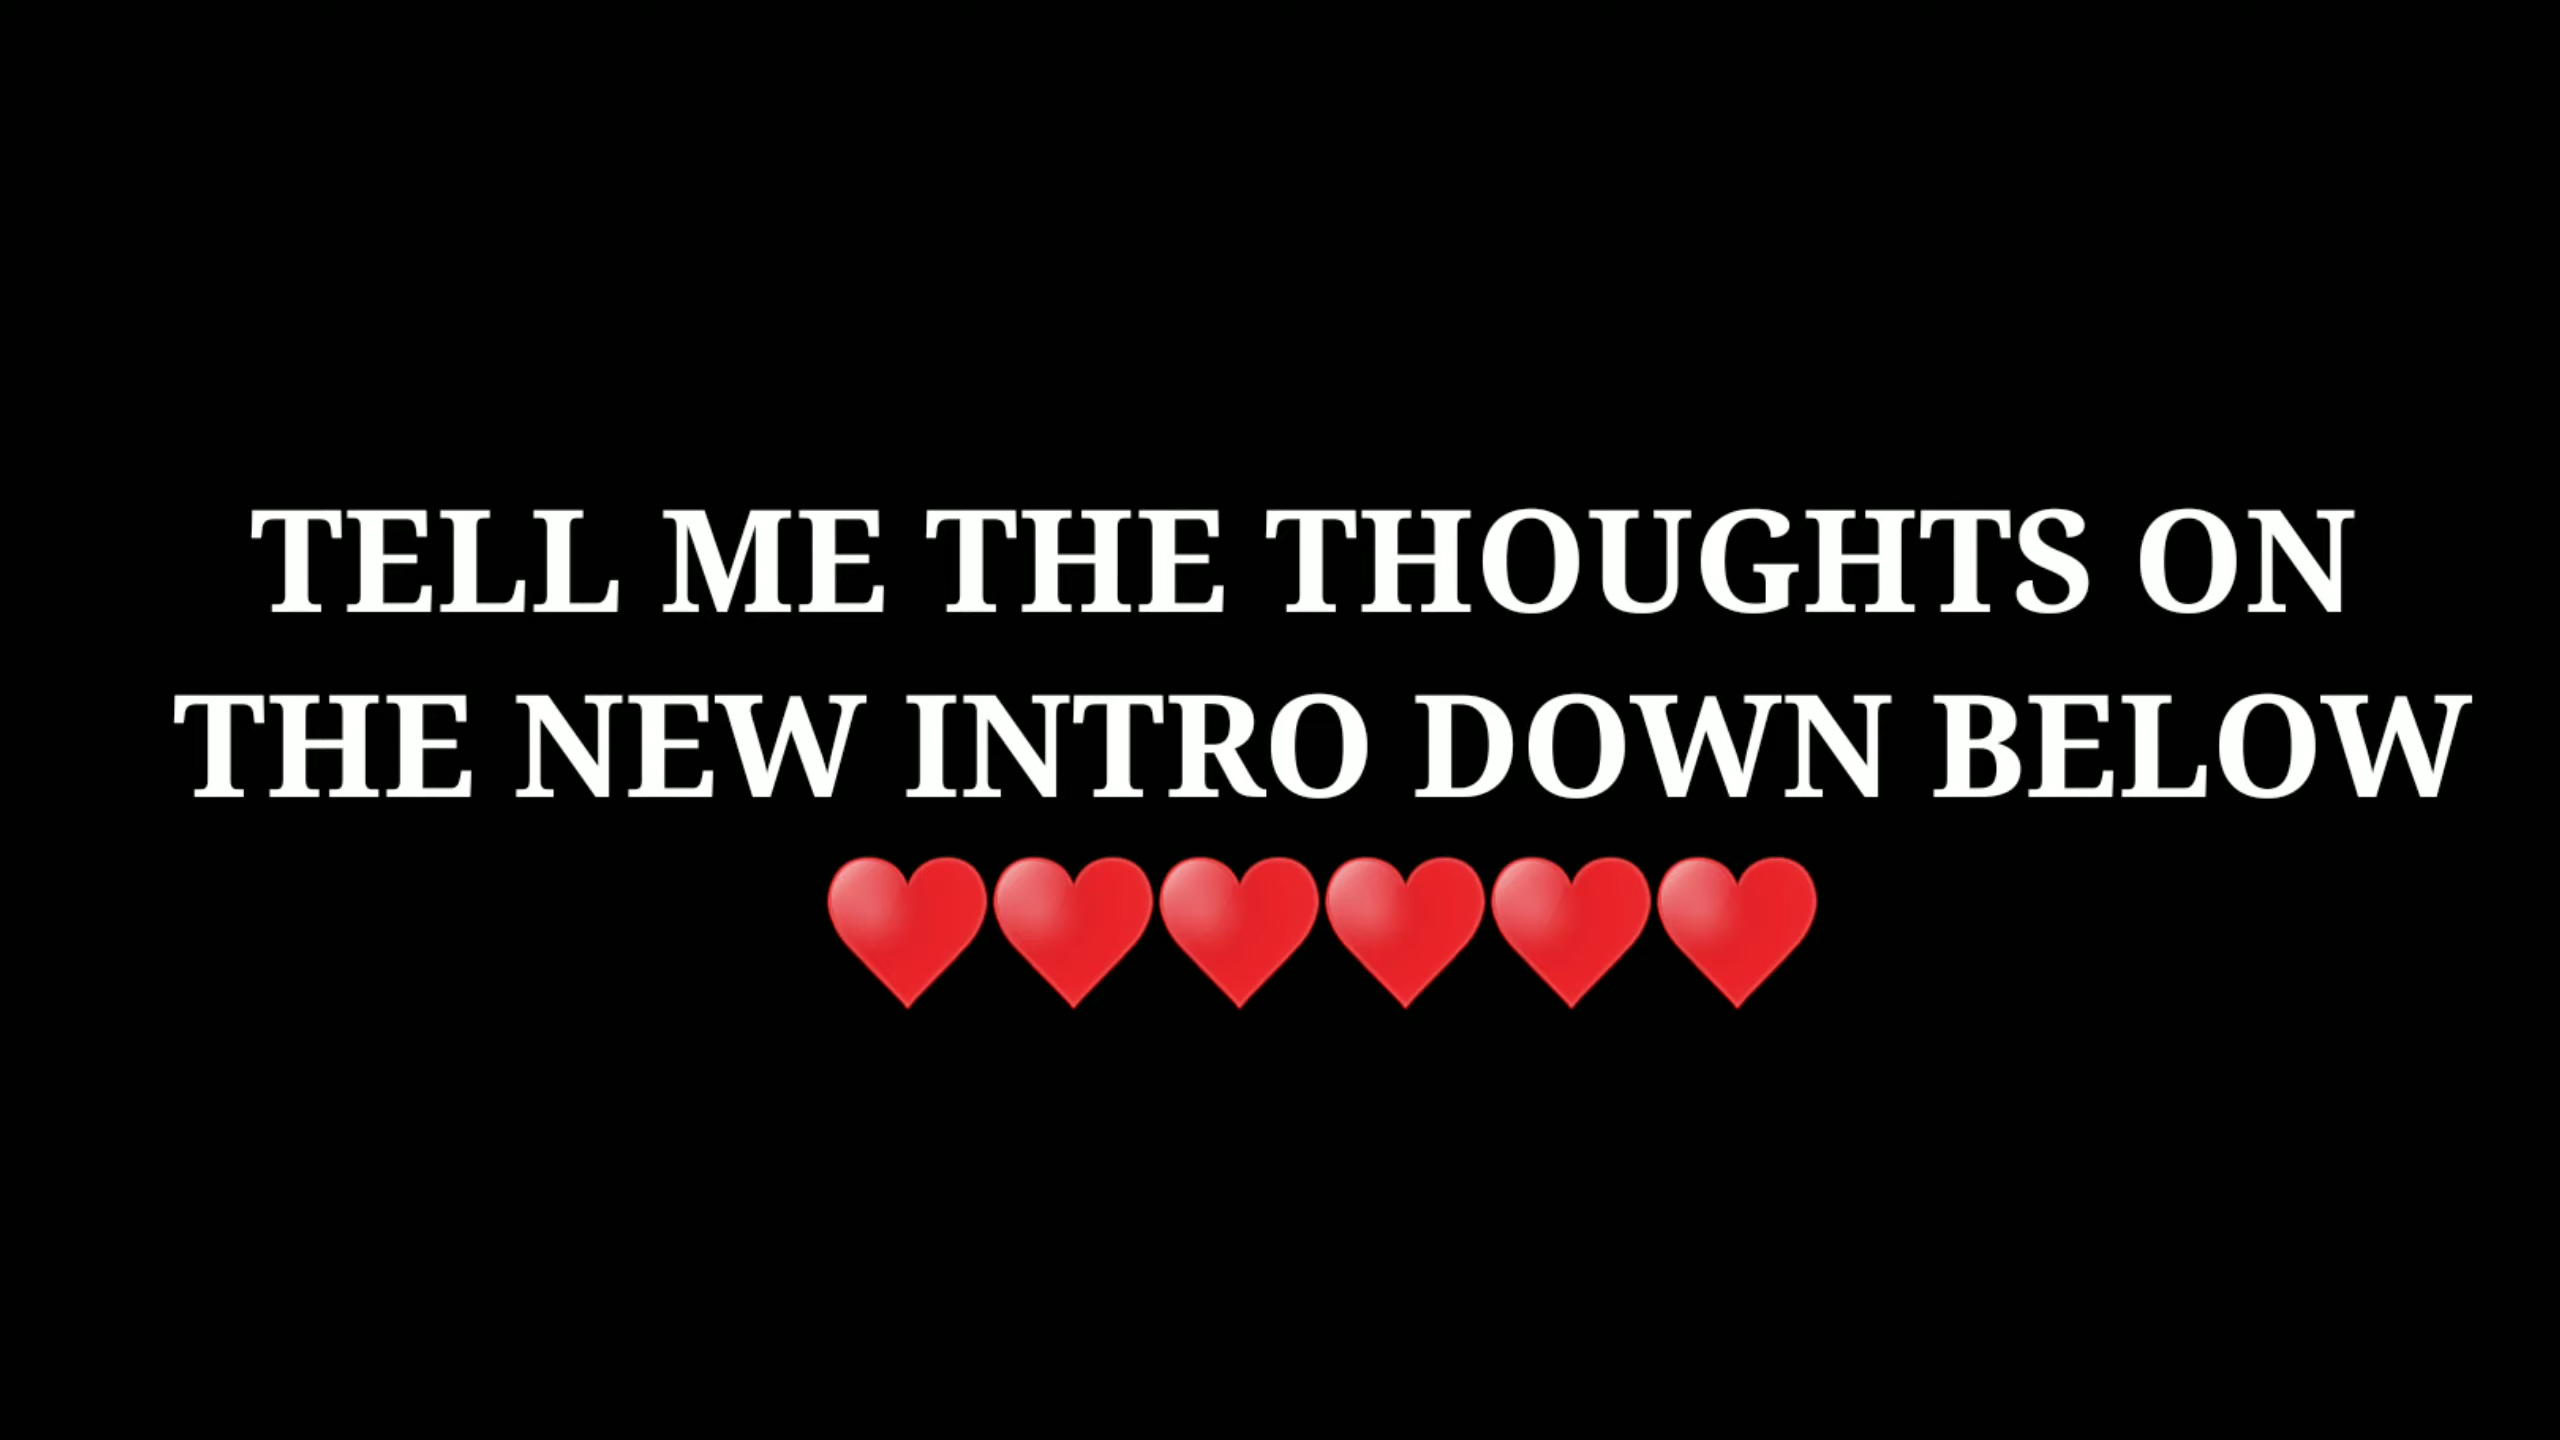 TELL ME THE THOUGHTS ON
THE NEW INTRO DOWN BELOW
♥️♥️♥️♥️♥️♥️